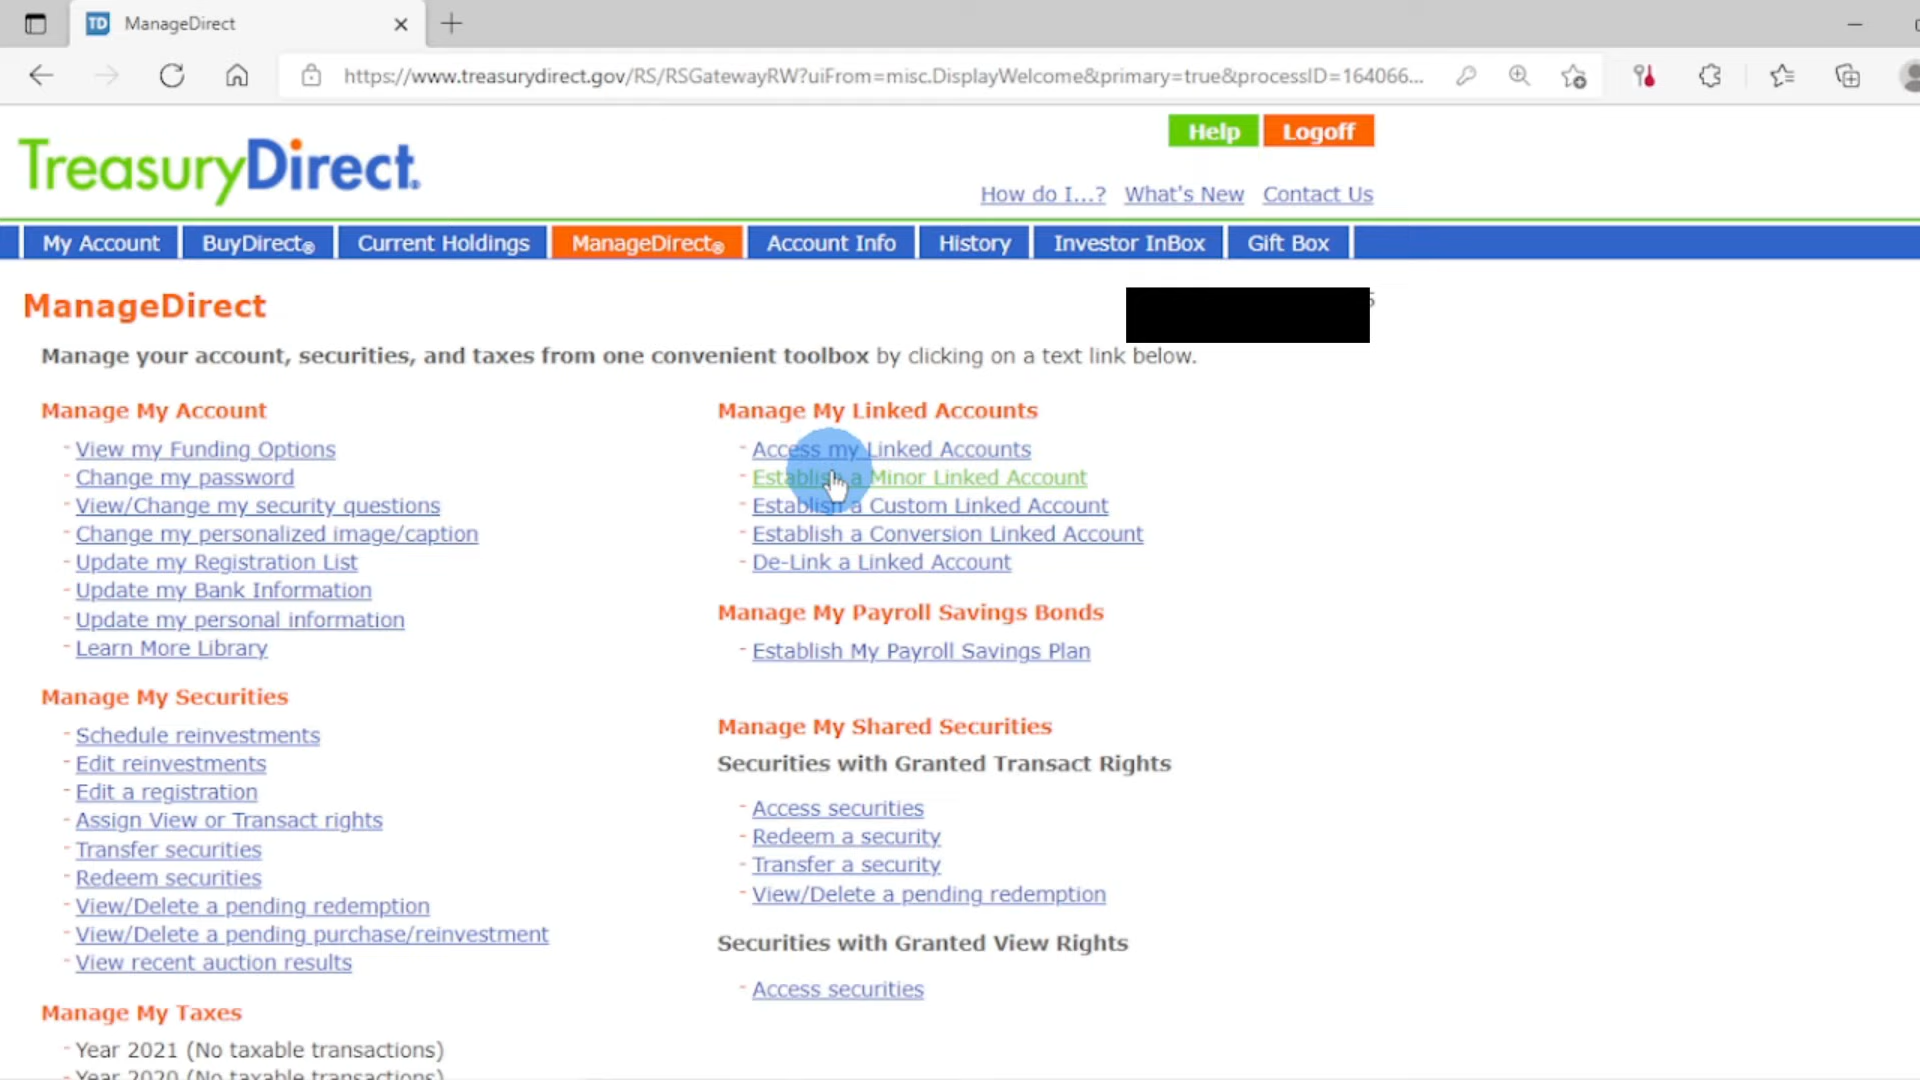 TD ManageDirect
https://www.treasurydirect.gov/RS/RSGatewayRW?uiFrom=misc.DisplayWelcome&primary=true&processID=164066...
TreasuryDirect®
Help Logoff
How do I...? What's New Contact Us
My Account BuyDirect® Current Holdings ManageDirect® Account Info History Investor InBox Gift Box
ManageDirect
Manage your account, securities, and taxes from one convenient toolbox by clicking on a text link below.
Manage My Account
- View my Funding Options
- Change my password
- View/Change my security questions
- Change my personalized image/caption
- Update my Registration List
- Update my Bank Information
- Update my personal information
- Learn More Library
Manage My Securities
- Schedule reinvestments
- Edit reinvestments
- Edit a registration
- Assign View or Transact rights
- Transfer securities
- Redeem securities
- View/Delete a pending redemption
- View/Delete a pending purchase/reinvestment
- View recent auction results
Manage My Taxes
- Year 2021 (No taxable transactions)
- Year 2020 (No taxable transactions)
Manage My Linked Accounts
- Access my Linked Accounts
- Establish a Minor Linked Account
- Establish a Custom Linked Account
- Establish a Conversion Linked Account
- De-Link a Linked Account
Manage My Payroll Savings Bonds
- Establish My Payroll Savings Plan
Manage My Shared Securities
Securities with Granted Transact Rights
- Access securities
- Redeem a security
- Transfer a security
- View/Delete a pending redemption
Securities with Granted View Rights
- Access securities